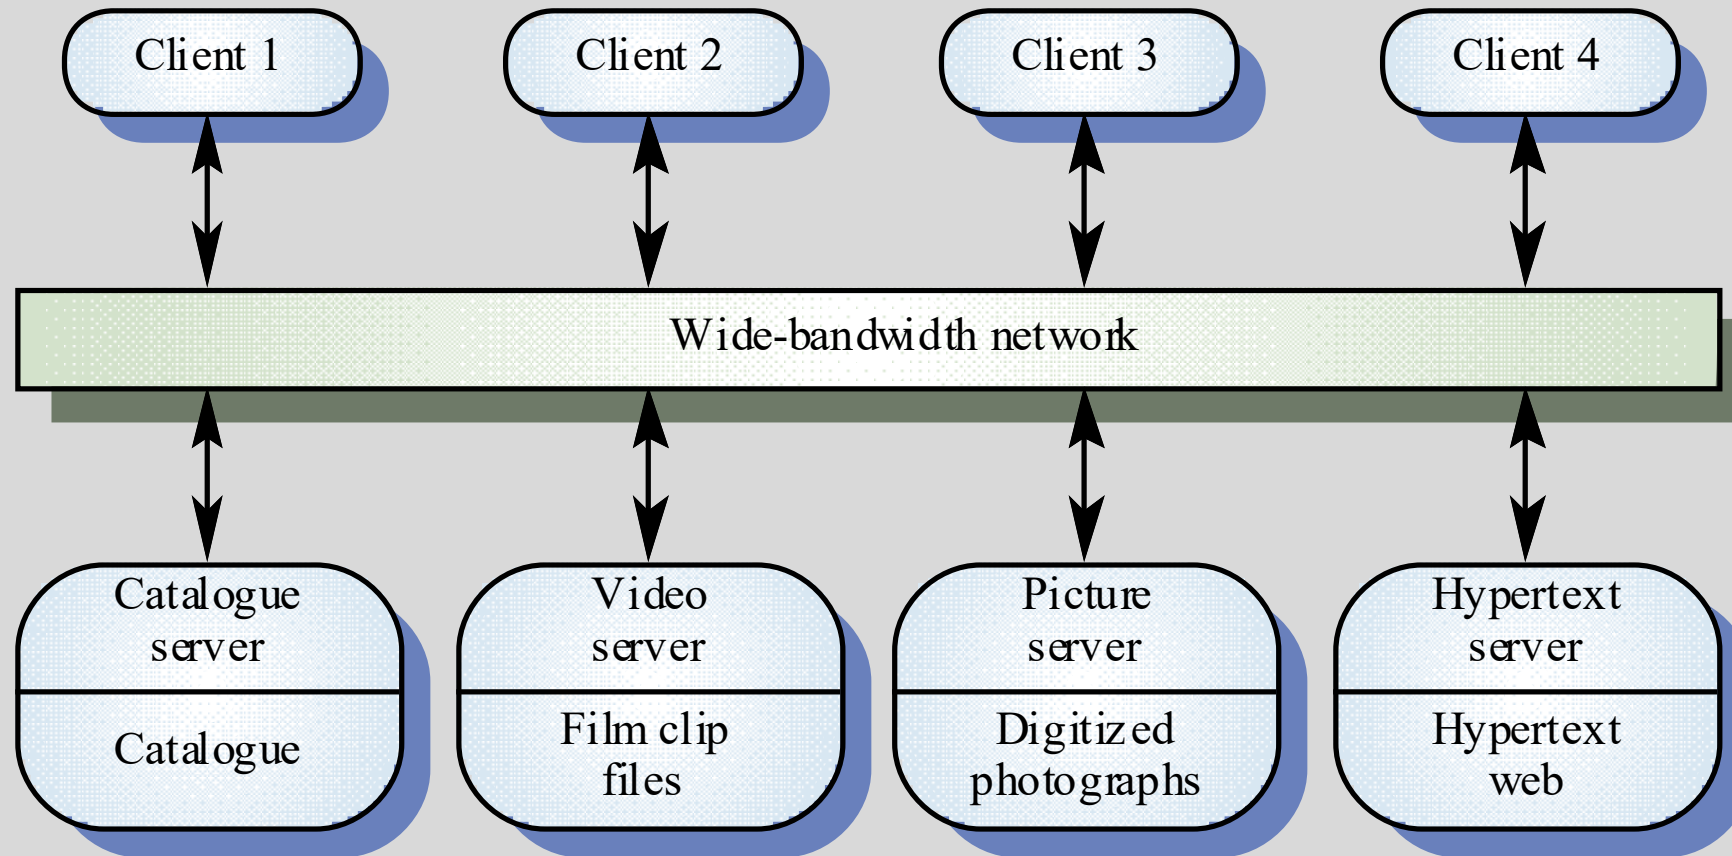 Client 1
Client 2
Client 3
Client 4
Wide-bandwidth network
Catalogue
server
Catalogue
Video
server
Film clip
files
Picture
server
Digitized
photographs
Hypertext
server
Hypertext
web